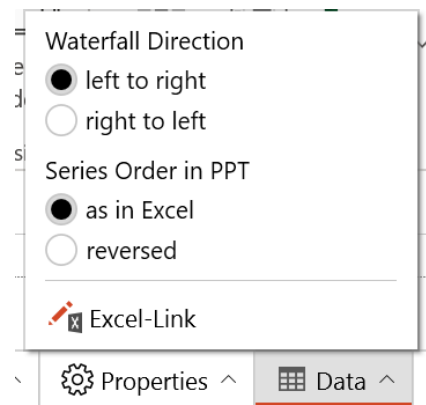 Waterfall Direction
left to right
right to left
Series Order in PPT
as in Excel
reversed
Excel-Link
Properties
Data